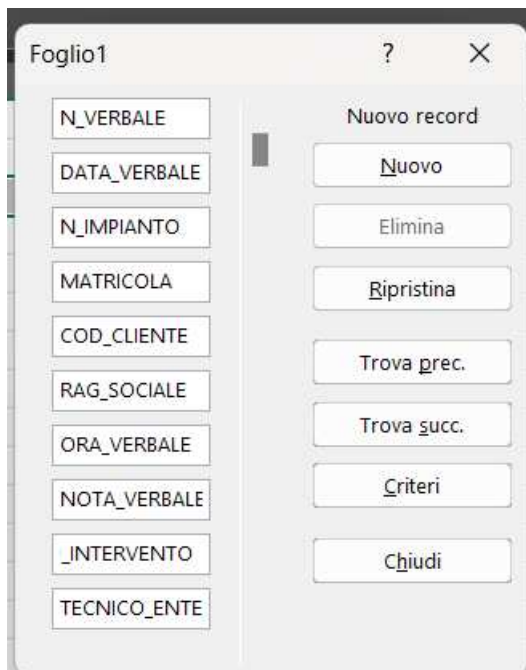 Foglio1
?
N_VERBALE
DATA_VERBALE
N_IMPIANTO
MATRICOLA
COD_CLIENTE
RAG_SOCIALE
ORA_VERBALE
NOTA_VERBALE
_INTERVENTO
TECNICO_ENTE
Nuovo record
Nuovo
Elimina
Ripristina
Trova prec.
Trova succ.
Criteri
Chiudi